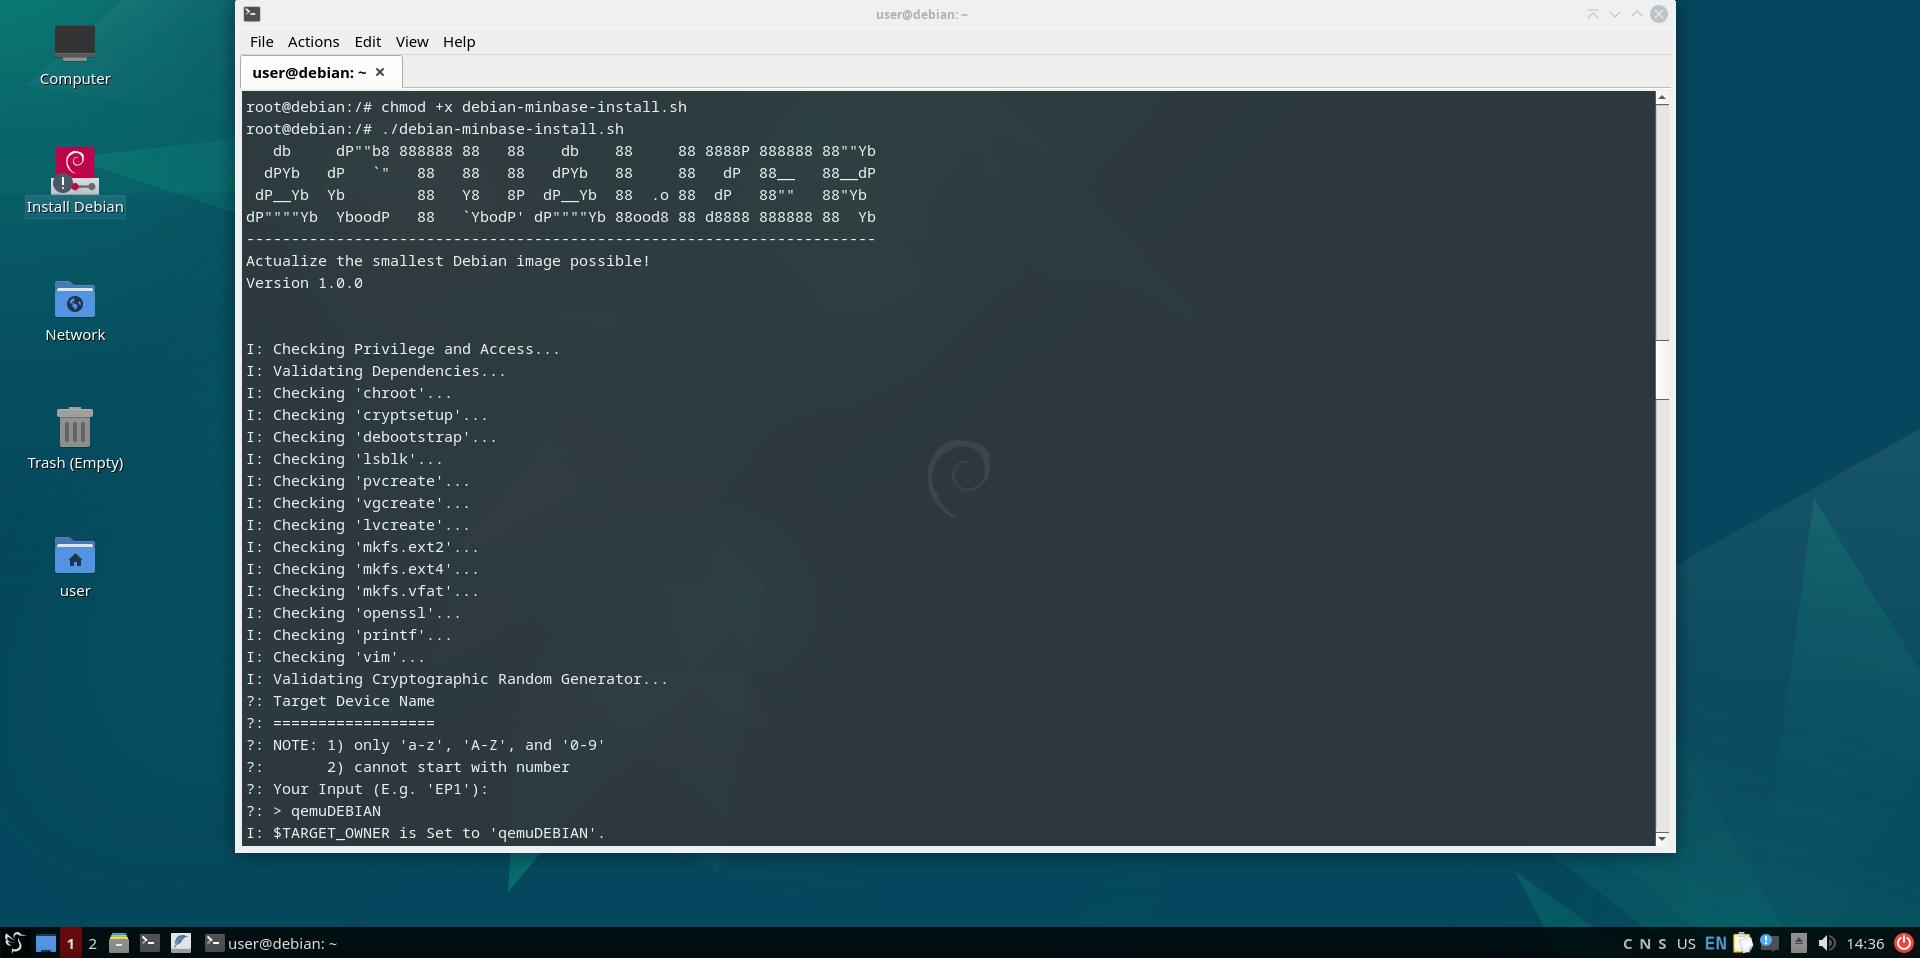 user@debian: ~
File Actions Edit View Help
user@debian: ~
root@debian:/# chmod +x debian-minbase-install.sh
root@debian:/# ./debian-minbase-install.sh
   db     dP""b8 888888 88   88    db    88     88 8888P 888888 88""Yb
  dPYb   dP   `"   88   88   88   dPYb   88     88   dP  88__   88__dP
 dP__Yb  Yb        88   Y8   8P  dP__Yb  88  .o 88  dP   88""   88"Yb
dP""""Yb  YboodP   88   `YbodP' dP""""Yb 88ood8 88 d8888 888888 88  Yb
----------------------------------------------------------------------
Actualize the smallest Debian image possible!
Version 1.0.0
I: Checking Privilege and Access...
I: Validating Dependencies...
I: Checking 'chroot'...
I: Checking 'cryptsetup'...
I: Checking 'debootstrap'...
I: Checking 'lsblk'...
I: Checking 'pvcreate'...
I: Checking 'vgcreate'...
I: Checking 'lvcreate'...
I: Checking 'mkfs.ext2'...
I: Checking 'mkfs.ext4'...
I: Checking 'mkfs.vfat'...
I: Checking 'openssl'...
I: Checking 'printf'...
I: Checking 'vim'...
I: Validating Cryptographic Random Generator...
?: Target Device Name
?: ==================
?: NOTE: 1) only 'a-z', 'A-Z', and '0-9'
?:       2) cannot start with number
?: Your Input (E.g. 'EP1'):
?: > qemuDEBIAN
I: $TARGET_OWNER is Set to 'qemuDEBIAN'.
Computer
Install Debian
Network
Trash (Empty)
user
1 2 user@debian: ~ C N S US EN 14:36